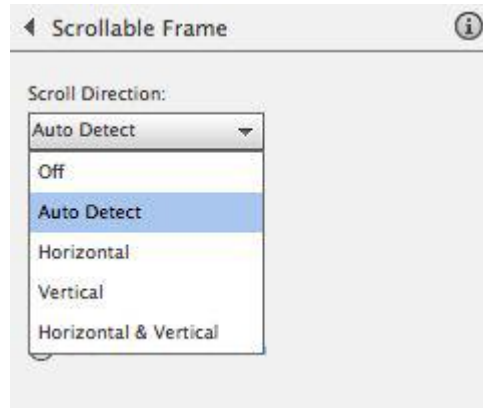 Scrollable Frame
Scroll Direction:
Auto Detect
Off
Auto Detect
Horizontal
Vertical
Horizontal & Vertical